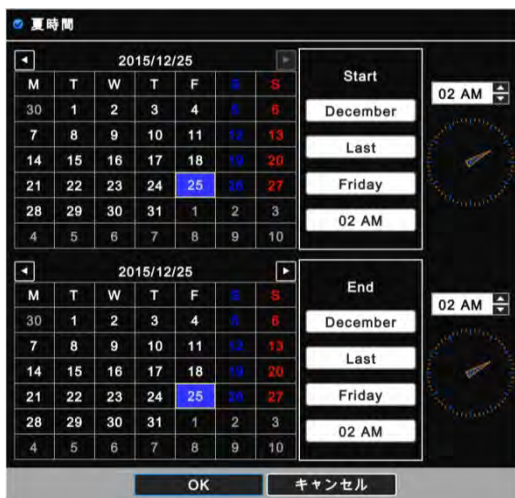 夏時間
2015/12/25
M T W T F S S
30 1 2 3 4 5 6
7 8 9 10 11 12 13
14 15 16 17 18 19 20
21 22 23 24 25 26 27
28 29 30 31 1 2 3
4 5 6 7 8 9 10
Start
December
Last
Friday
02 AM
02 AM
2015/12/25
M T W T F S S
30 1 2 3 4 5 6
7 8 9 10 11 12 13
14 15 16 17 18 19 20
21 22 23 24 25 26 27
28 29 30 31 1 2 3
4 5 6 7 8 9 10
End
December
Last
Friday
02 AM
02 AM
OK キャンセル